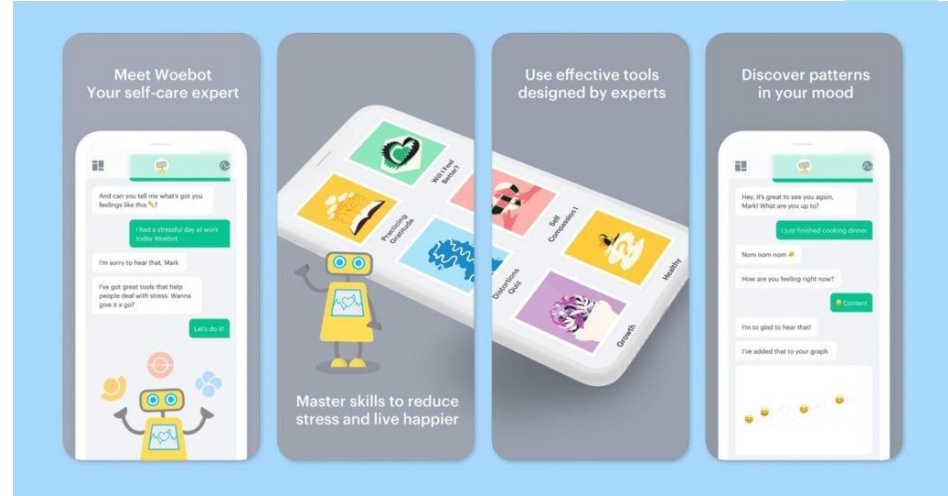 Meet Woebot
Your self-care expert
And can you tell me what's got you
feelings like this
I had a stressful day at work
today Woebot
I'm sorry to hear that, Mark
I've got great tools that help
people deal with stress. Wanna
give it a go?
Let's do it!
Will I Feel
Better?
Practicing
Gratitude
Master skills to reduce
stress and live happier
Use effective tools
designed by experts
Self
Compassion I
Distortions
Quiz
Healthy
Growth
Discover patterns
in your mood
Hey, it's great to see you again,
Mark! What are you up to?
I just finished cooking dinner
Nom nom nom
How are you feeling right now?
Content
I'm to glad to hear that!
I've added that to your graph